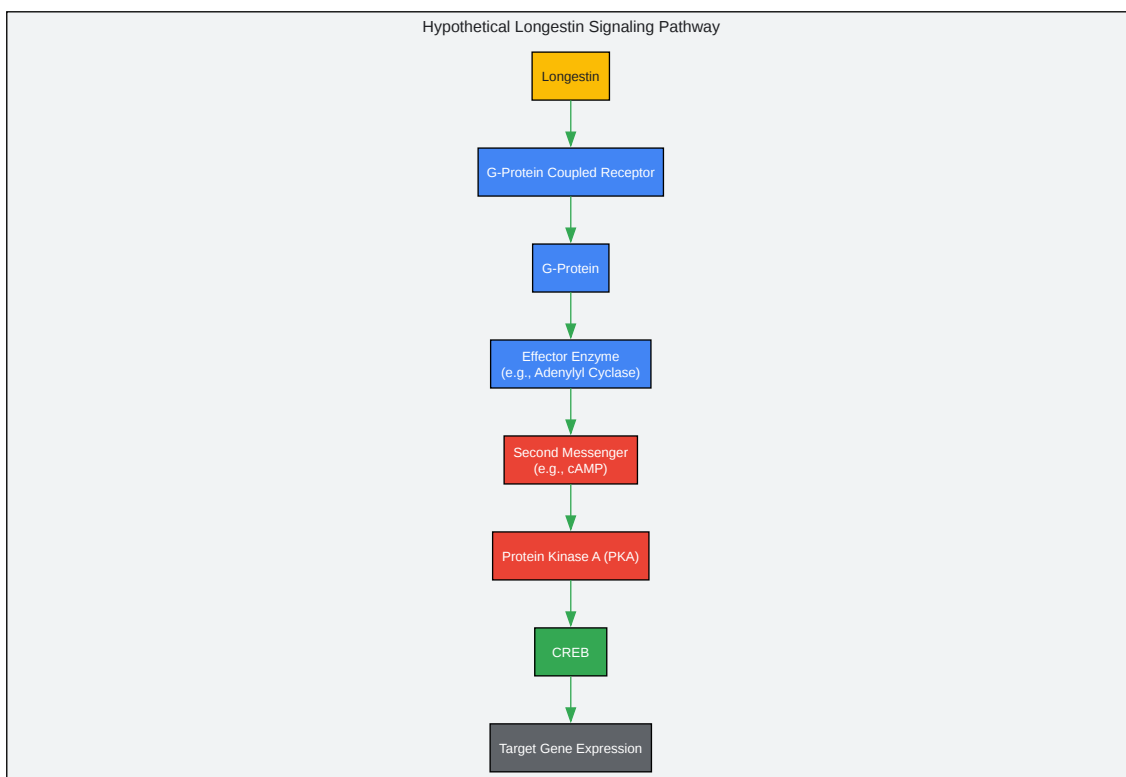 Hypothetical Longestin Signaling Pathway
Longestin
G-Protein Coupled Receptor
G-Protein
Effector Enzyme
(e.g., Adenylyl Cyclase)
Second Messenger
(e.g., cAMP)
Protein Kinase A (PKA)
CREB
Target Gene Expression